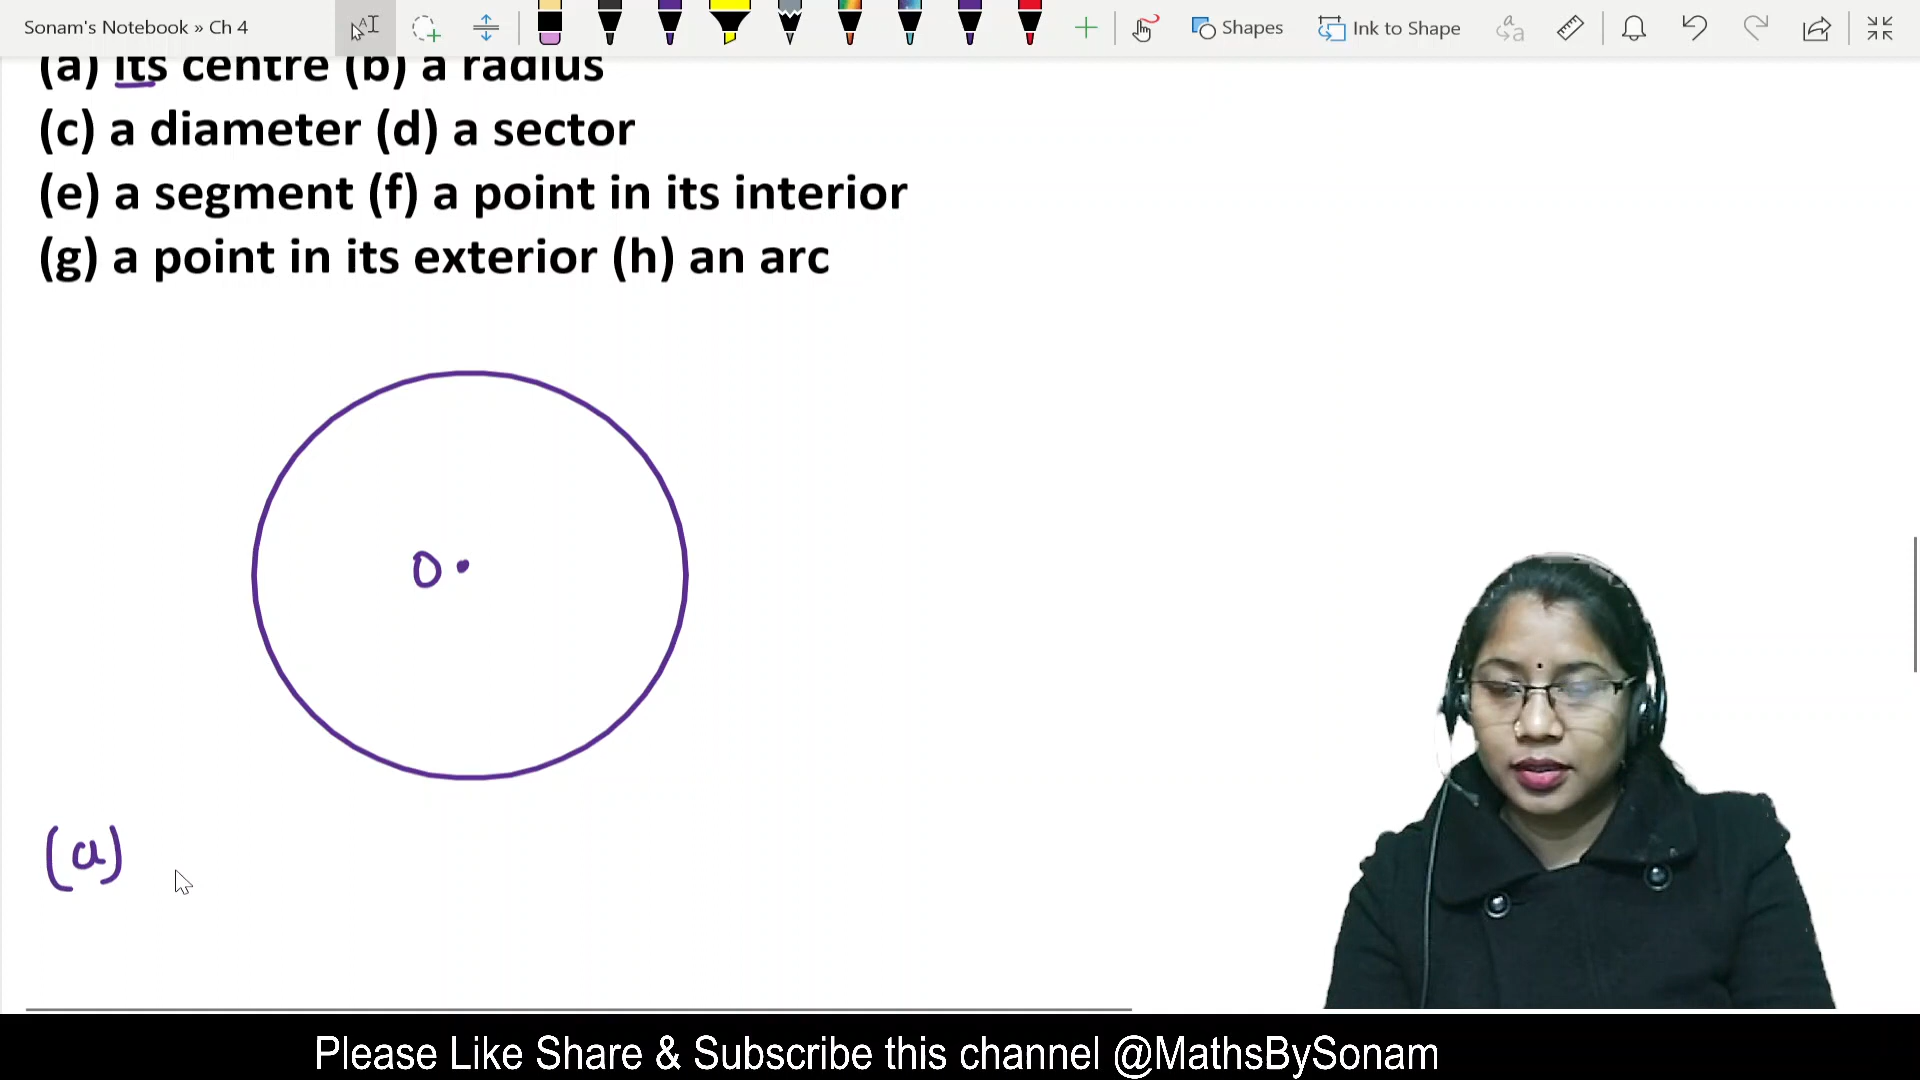 Sonam's Notebook » Ch 4
Shapes
Ink to Shape
(a) its centre (b) a radius
(c) a diameter (d) a sector
(e) a segment (f) a point in its interior
(g) a point in its exterior (h) an arc
O
(a)
Please Like Share & Subscribe this channel @MathsBySonam